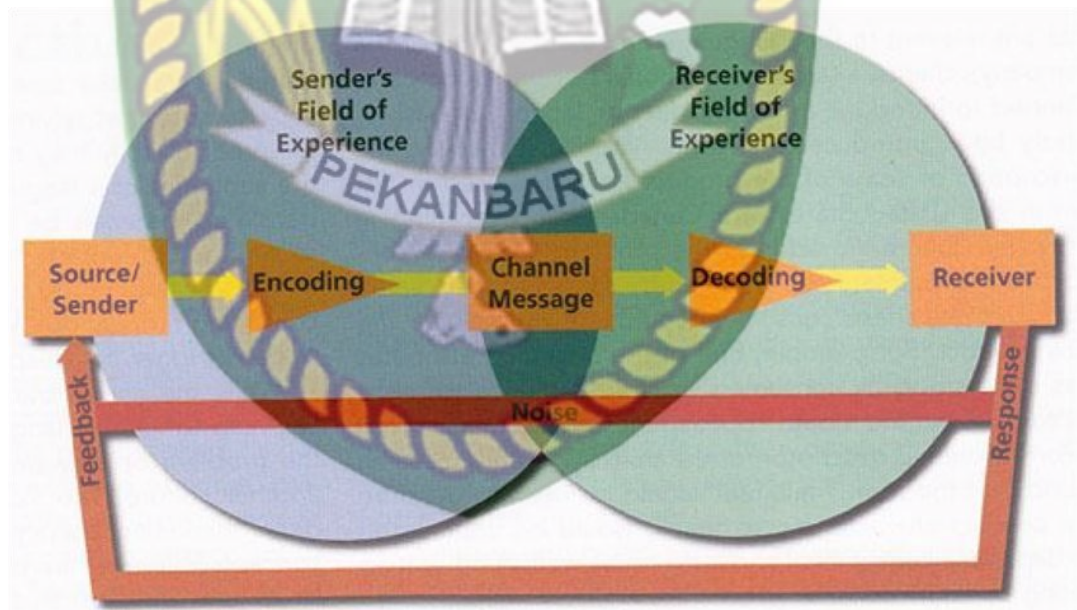 Sender's
Field of
Experience
Receiver's
Field of
Experience
PEKANBARU
Source/
Sender
Encoding
Channel
Message
Decoding
Receiver
Noise
Feedback
Response